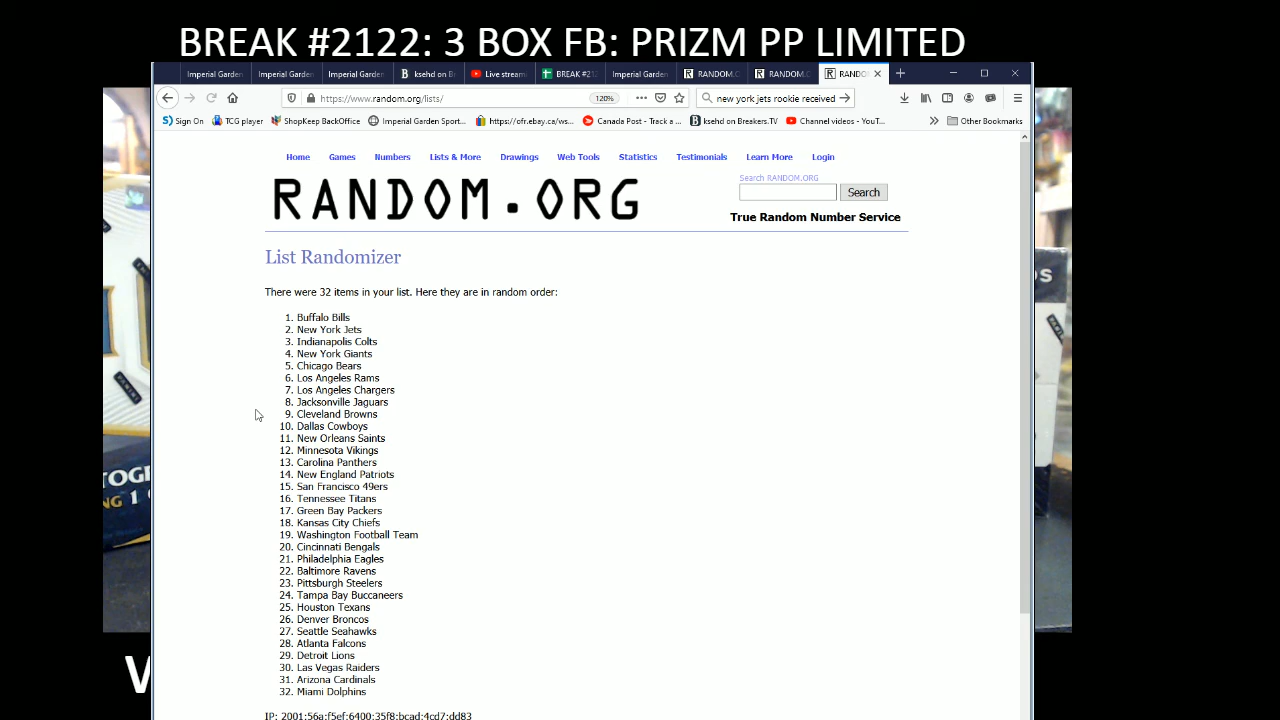 BREAK #2122: 3 BOX FB: PRIZM PP LIMITED
Imperial Garden Imperial Garden Imperial Garden ksehd on B Live stream BREAK #212 Imperial Garden RANDOM.O RANDOM.O RANDO
https://www.random.org/lists/ 120% new york jets rookie received
Sign On TCG player ShopKeep BackOffice Imperial Garden Sport... https://ofr.ebay.ca/ws... Canada Post - Track a ... ksehd on Breakers.TV Channel videos - YouT... Other Bookmarks
Home Games Numbers Lists & More Drawings Web Tools Statistics Testimonials Learn More Login
RANDOM.ORG
Search RANDOM.ORG
Search
True Random Number Service
List Randomizer
There were 32 items in your list. Here they are in random order:
1. Buffalo Bills
2. New York Jets
3. Indianapolis Colts
4. New York Giants
5. Chicago Bears
6. Los Angeles Rams
7. Los Angeles Chargers
8. Jacksonville Jaguars
9. Cleveland Browns
10. Dallas Cowboys
11. New Orleans Saints
12. Minnesota Vikings
13. Carolina Panthers
14. New England Patriots
15. San Francisco 49ers
16. Tennessee Titans
17. Green Bay Packers
18. Kansas City Chiefs
19. Washington Football Team
20. Cincinnati Bengals
21. Philadelphia Eagles
22. Baltimore Ravens
23. Pittsburgh Steelers
24. Tampa Bay Buccaneers
25. Houston Texans
26. Denver Broncos
27. Seattle Seahawks
28. Atlanta Falcons
29. Detroit Lions
30. Las Vegas Raiders
31. Arizona Cardinals
32. Miami Dolphins
IP: 2001:56a:f5ef:6400:35f8:bcad:4cd7:dd83